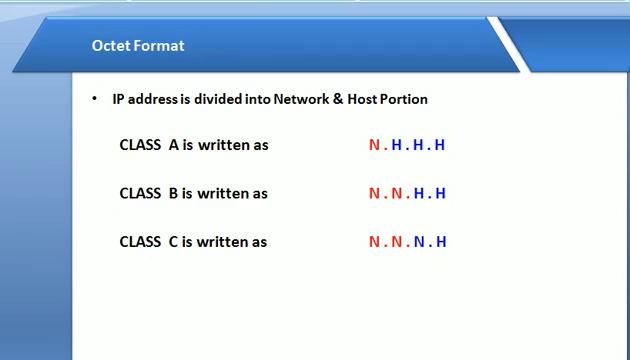 Octet Format
• IP address is divided into Network & Host Portion
CLASS A is written as N . H . H . H
CLASS B is written as N . N . H . H
CLASS C is written as N . N . N . H